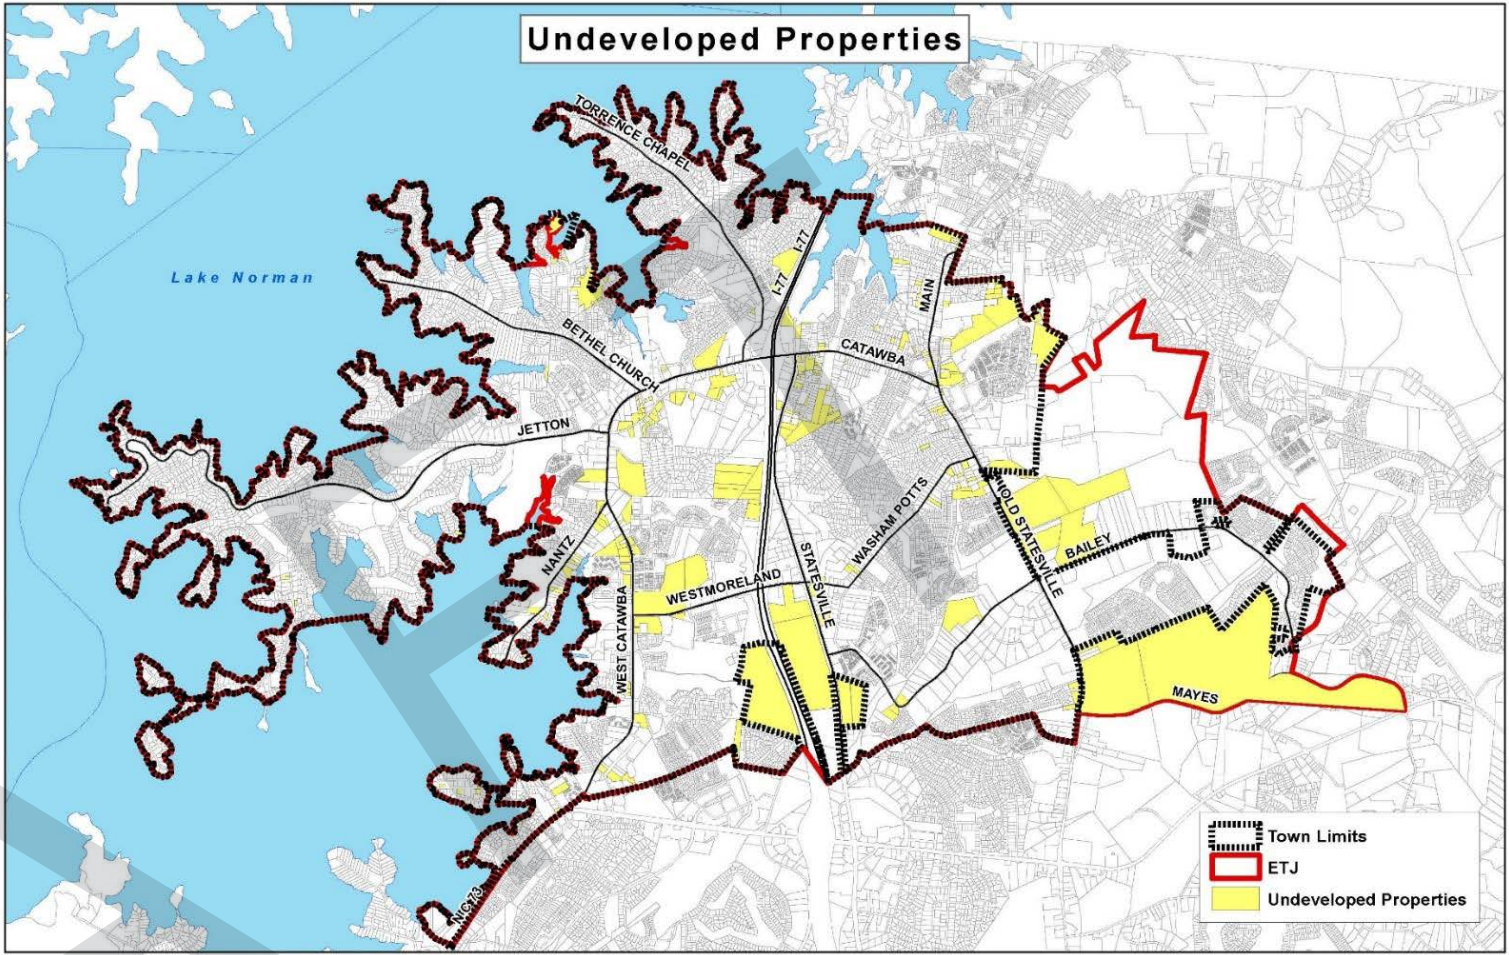 Undeveloped Properties
TORRENCE CHAPEL
I-77
I-77
Lake Norman
MAIN
BETHEL CHURCH
CATAWBA
JETTON
OLD STATESVILLE
WASHAM POTTS
BAILEY
NANTZ
WESTMORELAND
STATESVILLE
WEST CATAWBA
MAYES
NC 73
Town Limits
ETJ
Undeveloped Properties